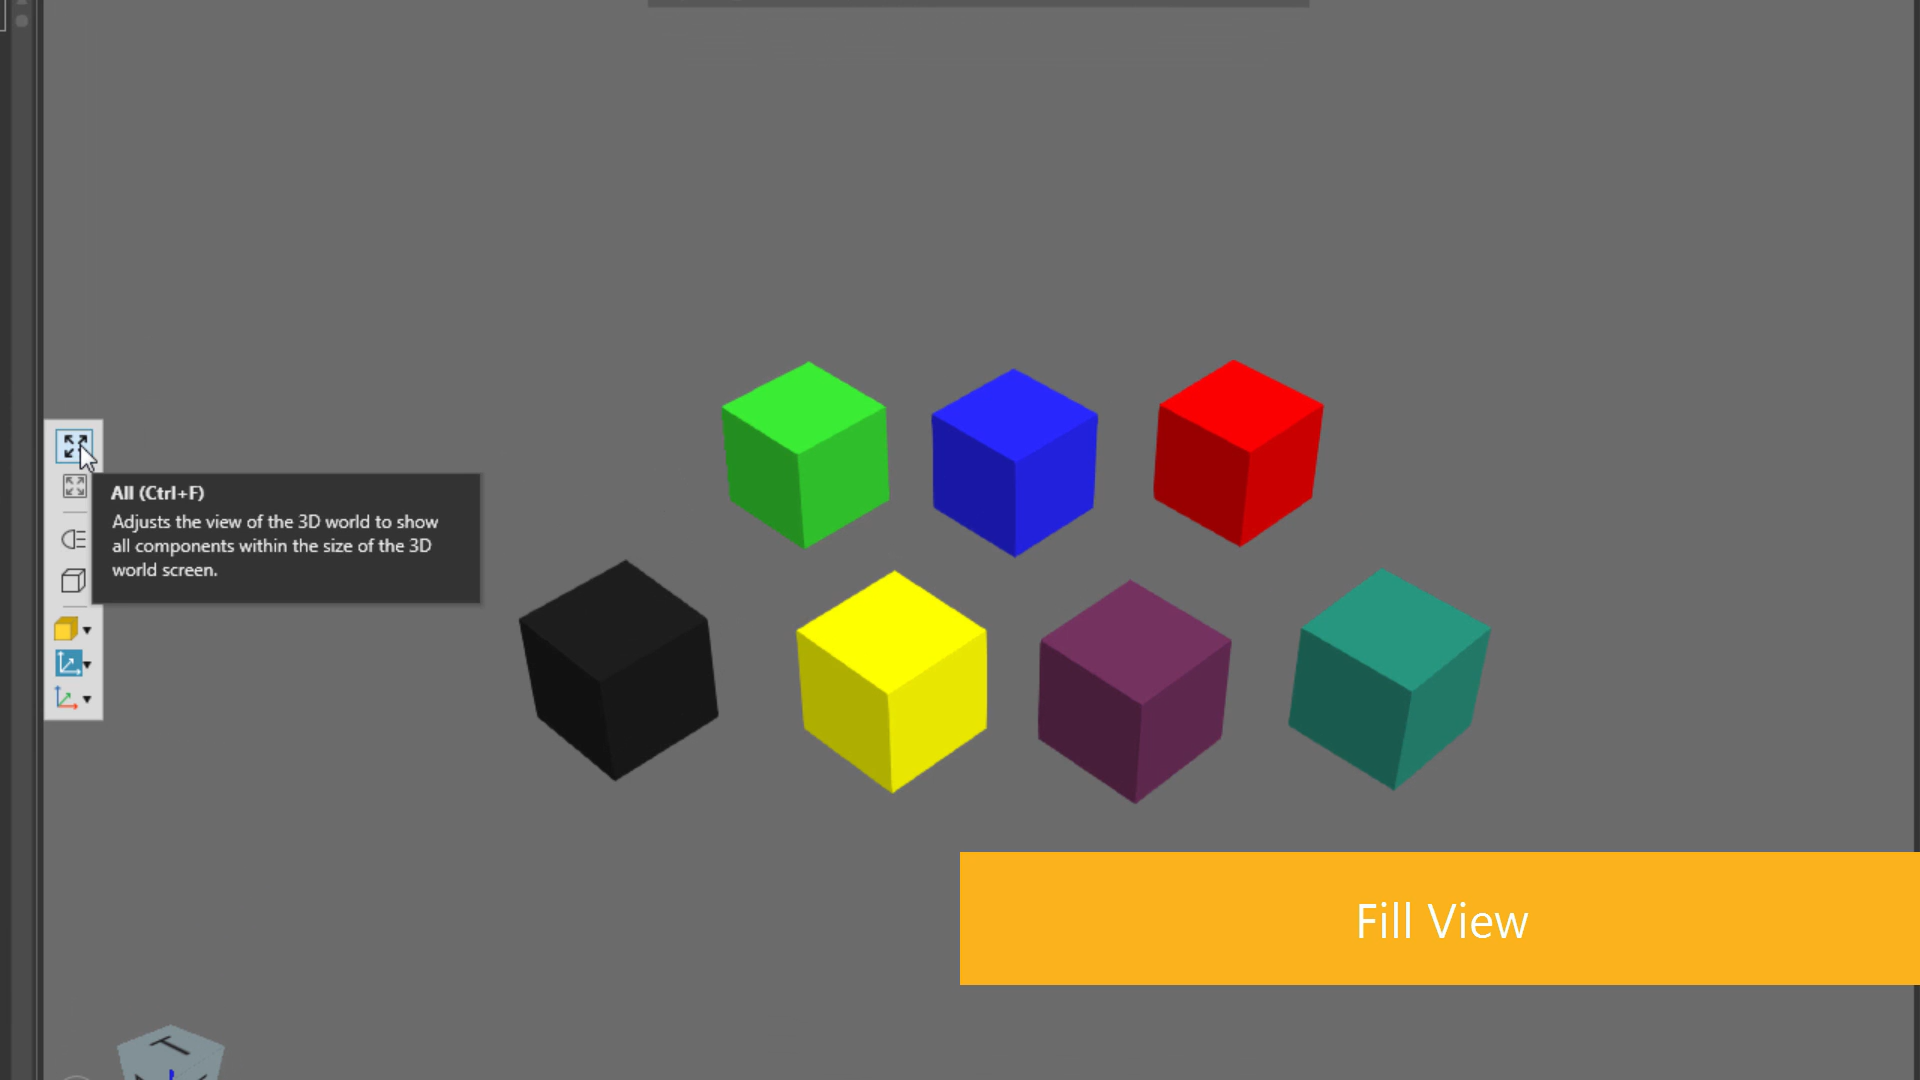 All (Ctrl+F)
Adjusts the view of the 3D world to show
all components within the size of the 3D
world screen.
Fill View
T